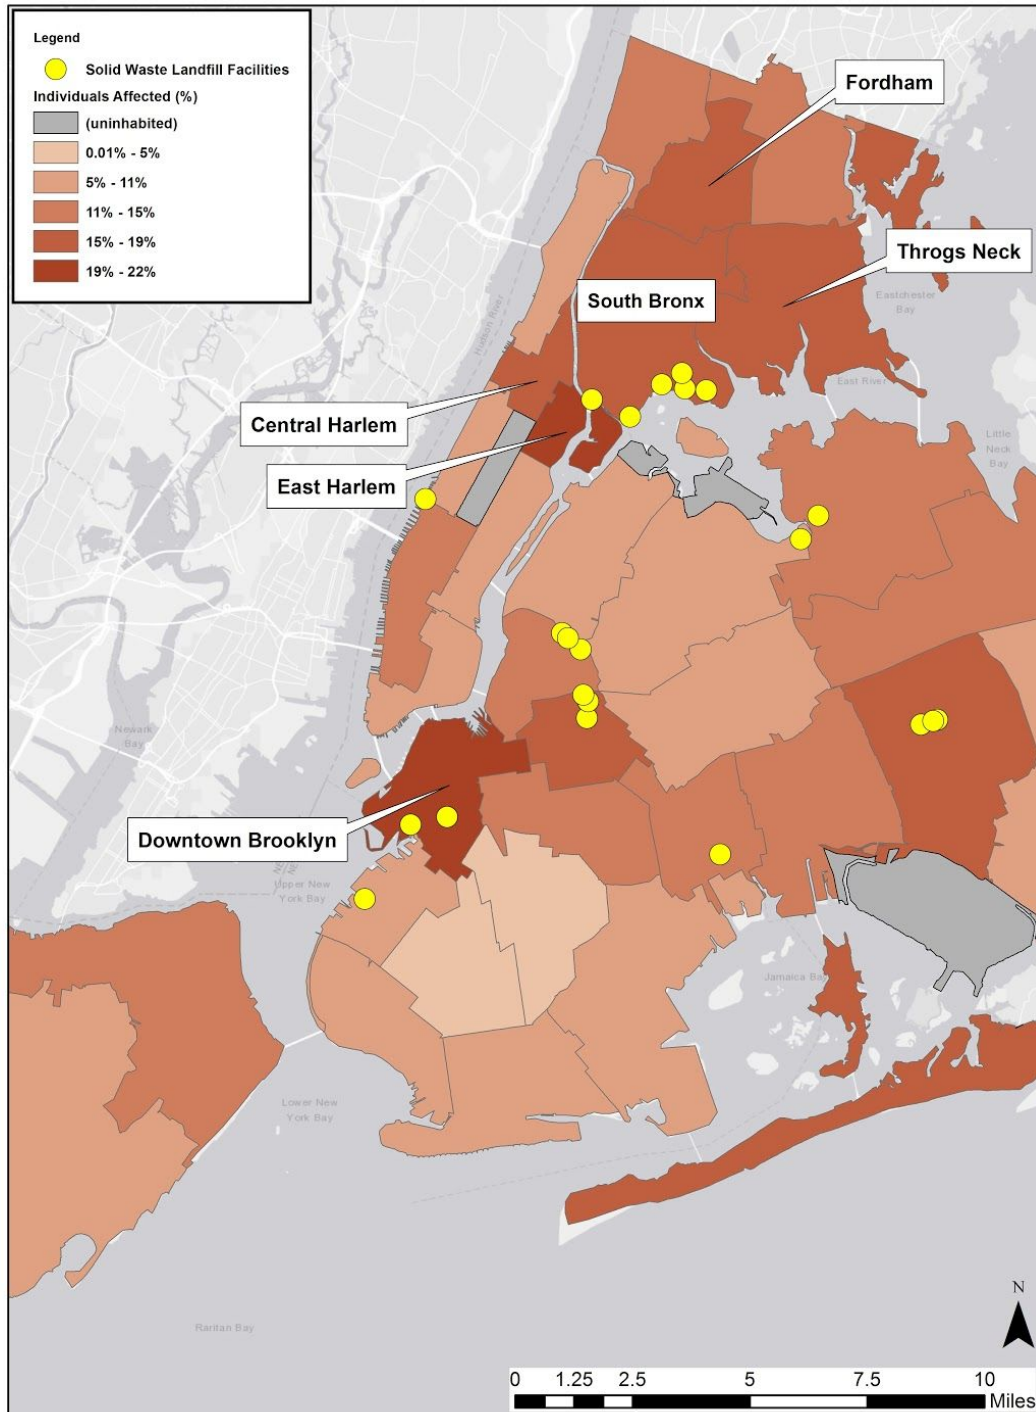 Legend
Solid Waste Landfill Facilities
Individuals Affected (%)
(uninhabited)
0.01% - 5%
5% - 11%
11% - 15%
15% - 19%
19% - 22%
Fordham
Throgs Neck
South Bronx
Eastchester
Bay
Hudson River
East River
Central Harlem
East Harlem
Little
Neck
Bay
Newark
Bay
Downtown Brooklyn
Upper New
York Bay
Jamaica Bay
Lower New
York Bay
Raritan Bay
N
0 1.25 2.5 5 7.5 10
Miles